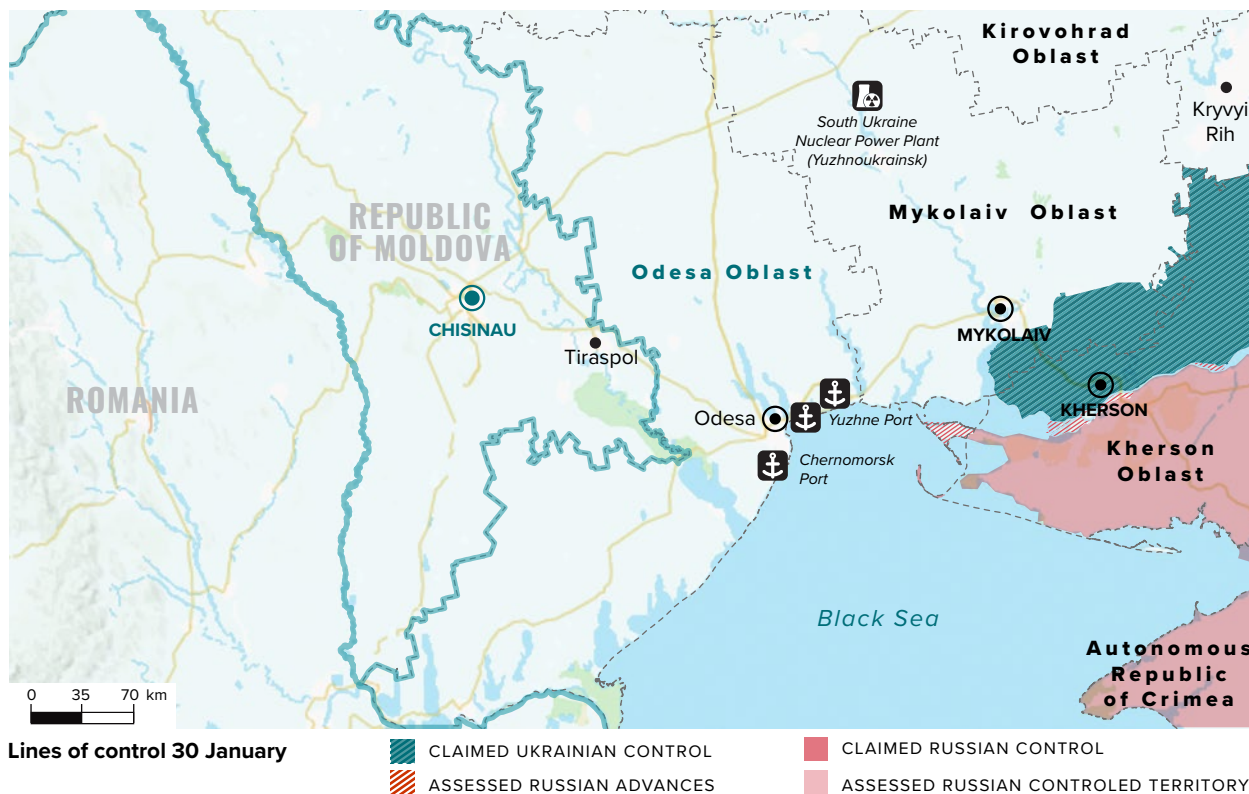 Kirovohrad
Oblast
Kryvyi
Rih
South Ukraine
Nuclear Power Plant
(Yuzhnoukrainsk)
REPUBLIC
OF MOLDOVA
Mykolaiv Oblast
Odesa Oblast
CHISINAU
MYKOLAIV
Tiraspol
ROMANIA
KHERSON
Odesa
Yuzhne Port
Kherson
Oblast
Chernomorsk
Port
Black Sea
Autonomous
Republic
of Crimea
0 35 70 km
Lines of control 30 January
CLAIMED UKRAINIAN CONTROL
CLAIMED RUSSIAN CONTROL
ASSESSED RUSSIAN ADVANCES
ASSESSED RUSSIAN CONTROLED TERRITORY